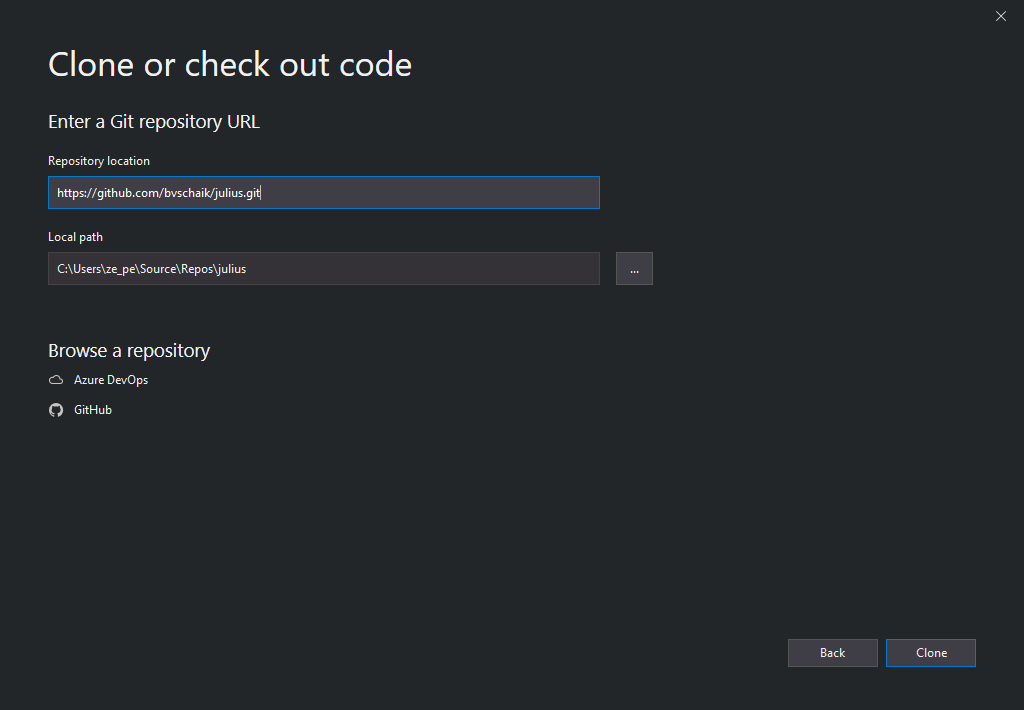 Clone or check out code
Enter a Git repository URL
Repository location
https://github.com/bvschaik/julius.git
Local path
C:\Users\ze_pe\Source\Repos\julius
...
Browse a repository
Azure DevOps
GitHub
Back
Clone